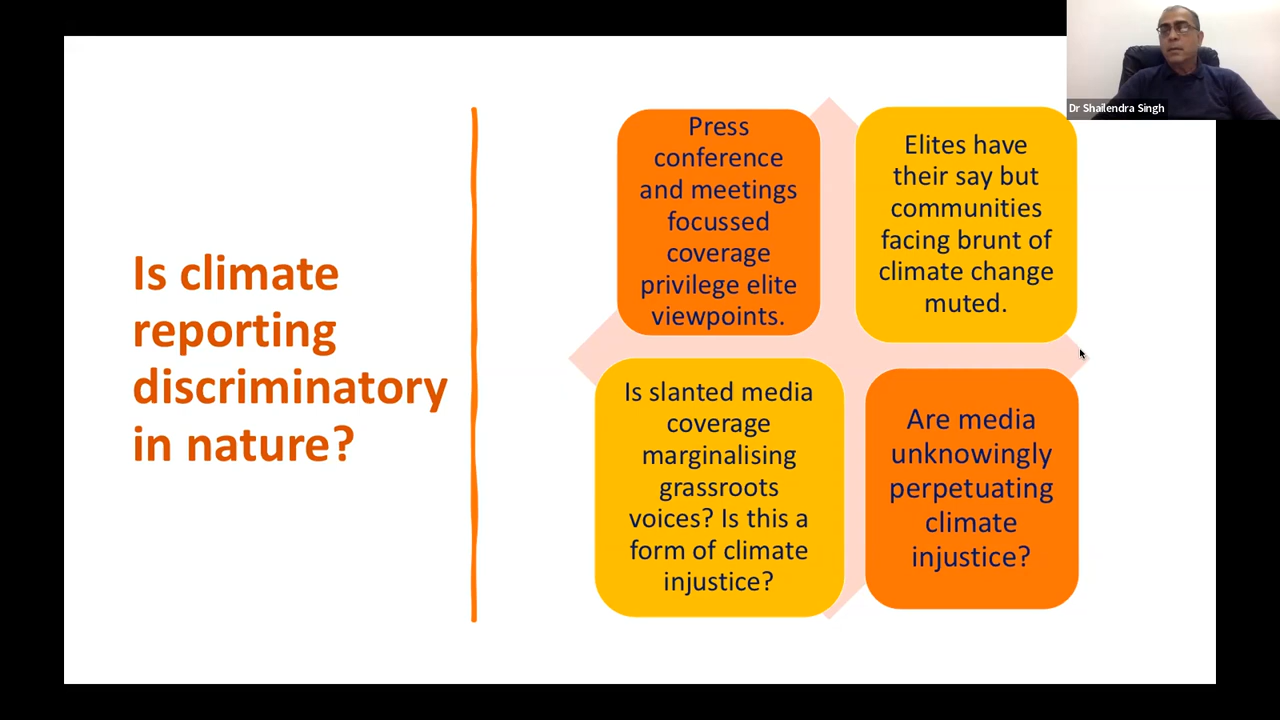 Is climate
reporting
discriminatory
in nature?
Press
conference
and meetings
focussed
coverage
privilege elite
viewpoints.
Elites have
their say but
communities
facing brunt of
climate change
muted.
Is slanted media
coverage
marginalising
grassroots
voices? Is this a
form of climate
injustice?
Are media
unknowingly
perpetuating
climate
injustice?
Dr Shailendra Singh